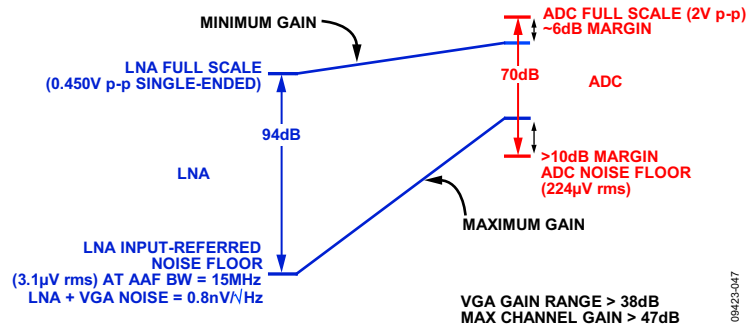 MINIMUM GAIN
ADC FULL SCALE (2V p-p)
~6dB MARGIN
LNA FULL SCALE
(0.450V p-p SINGLE-ENDED)
70dB
ADC
94dB
LNA
>10dB MARGIN
ADC NOISE FLOOR
(224µV rms)
MAXIMUM GAIN
LNA INPUT-REFERRED
NOISE FLOOR
(3.1µV rms) AT AAF BW = 15MHz
LNA + VGA NOISE = 0.8nV/√Hz
VGA GAIN RANGE > 38dB
MAX CHANNEL GAIN > 47dB
09423-047